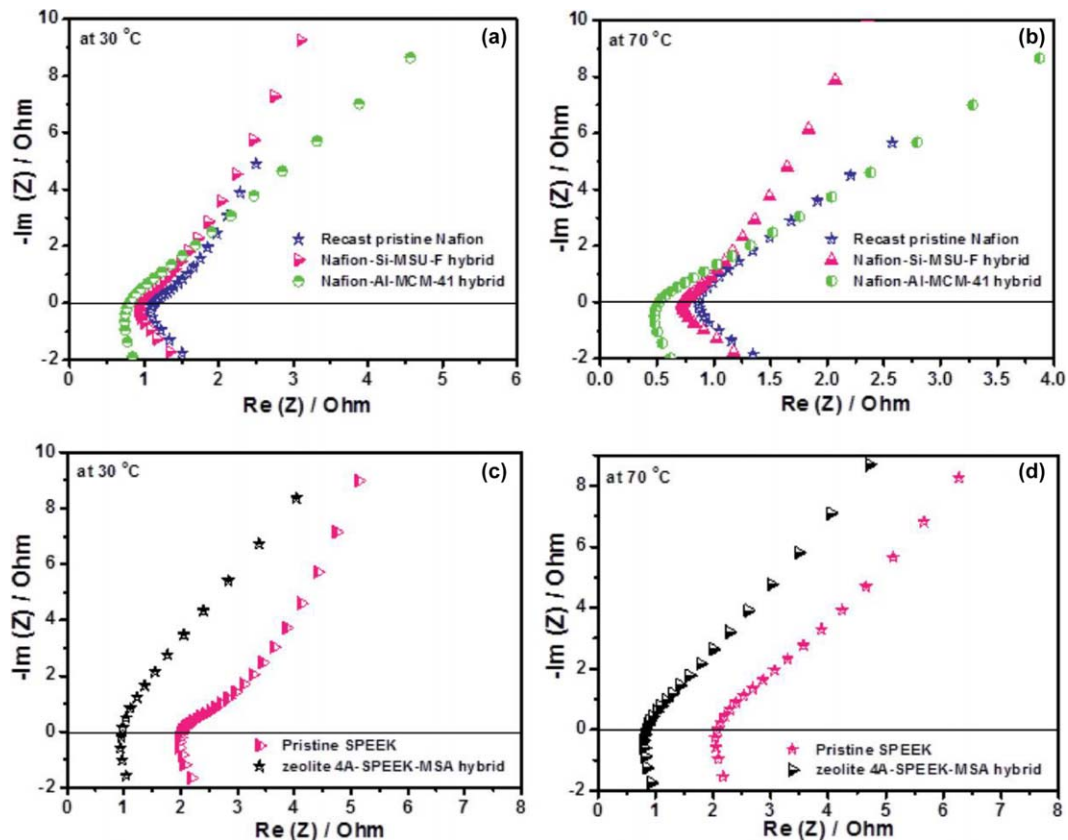 at 30 °C
(a)
10
8
6
4
2
0
-2
-Im (Z) / Ohm
Recast pristine Nafion
Nafion-Si-MSU-F hybrid
Nafion-Al-MCM-41 hybrid
0 1 2 3 4 5 6
Re (Z) / Ohm
at 70 °C
(b)
10
8
6
4
2
0
-2
-Im (Z) / Ohm
Recast pristine Nafion
Nafion-Si-MSU-F hybrid
Nafion-Al-MCM-41 hybrid
0.0 0.5 1.0 1.5 2.0 2.5 3.0 3.5 4.0
Re (Z) / Ohm
at 30 °C
(c)
10
8
6
4
2
0
-2
-Im (Z) / Ohm
Pristine SPEEK
zeolite 4A-SPEEK-MSA hybrid
0 1 2 3 4 5 6 7 8
Re (Z) / Ohm
at 70 °C
(d)
8
6
4
2
0
-2
-Im (Z) / Ohm
Pristine SPEEK
zeolite 4A-SPEEK-MSA hybrid
0 1 2 3 4 5 6 7 8
Re (Z) / Ohm